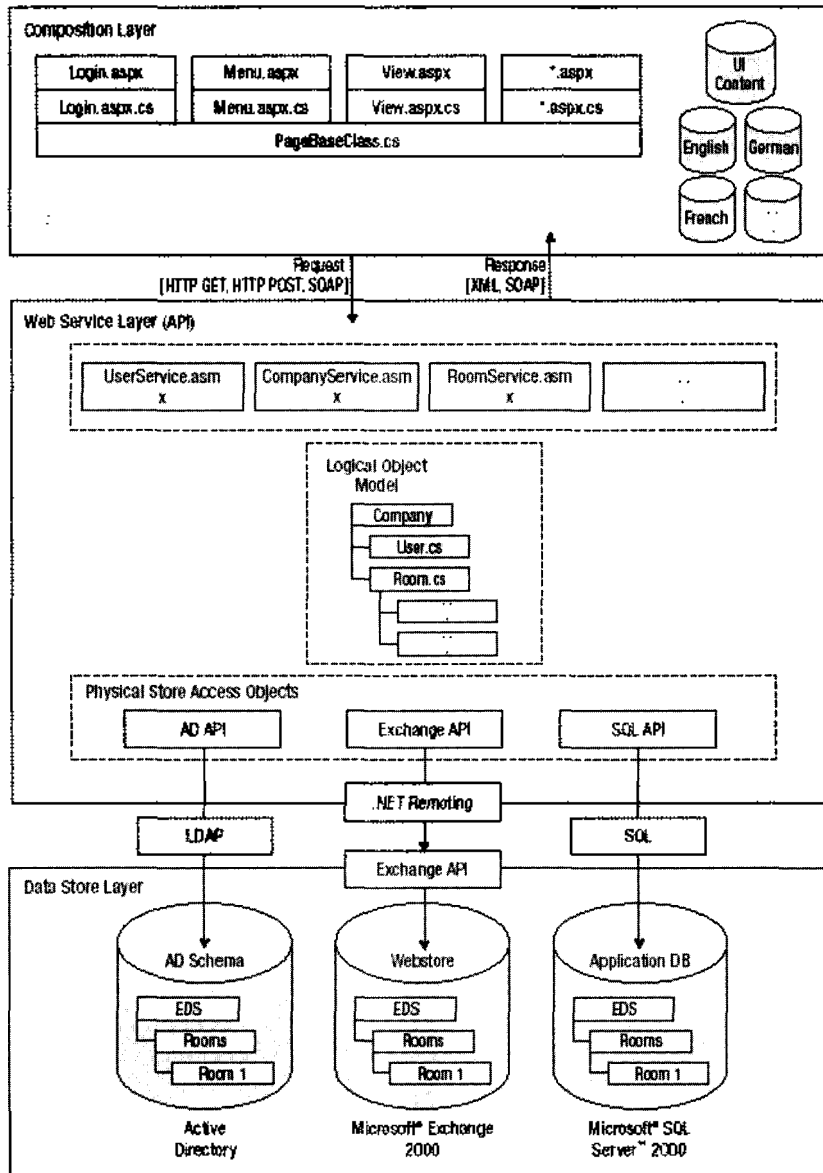 Composition Layer
Login.aspx
Menu.aspx
View.aspx
*.aspx
Login.aspx.cs
Menu.aspx.cs
View.aspx.cs
*.aspx.cs
PageBaseClass.cs
UI
Content
English
German
French
Request
[HTTP GET, HTTP POST, SOAP]
Response
[XML, SOAP]
Web Service Layer (API)
UserService.asm
x
CompanyService.asm
x
RoomService.asm
x
Logical Object
Model
Company
User.cs
Room.cs
Physical Store Access Objects
AD API
Exchange API
SQL API
.NET Remoting
LDAP
SQL
Exchange API
Data Store Layer
AD Schema
Webstore
Application DB
EDS
Rooms
Room 1
EDS
Rooms
Room 1
EDS
Rooms
Room 1
Active
Directory
Microsoft® Exchange
2000
Microsoft® SQL
Server™ 2000